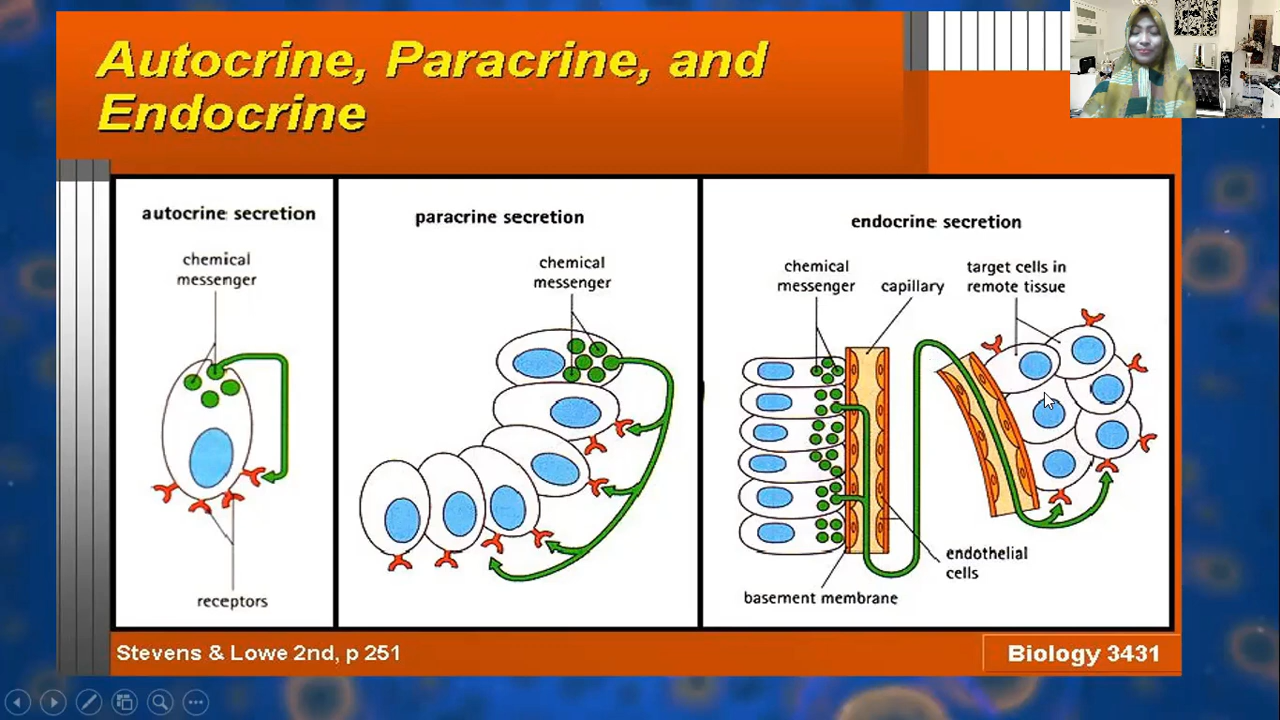 Autocrine, Paracrine, and
Endocrine
autocrine secretion
chemical
messenger
receptors
paracrine secretion
chemical
messenger
endocrine secretion
chemical
messenger
capillary
target cells in
remote tissue
endothelial
cells
basement membrane
Stevens & Lowe 2nd, p 251
Biology 3431